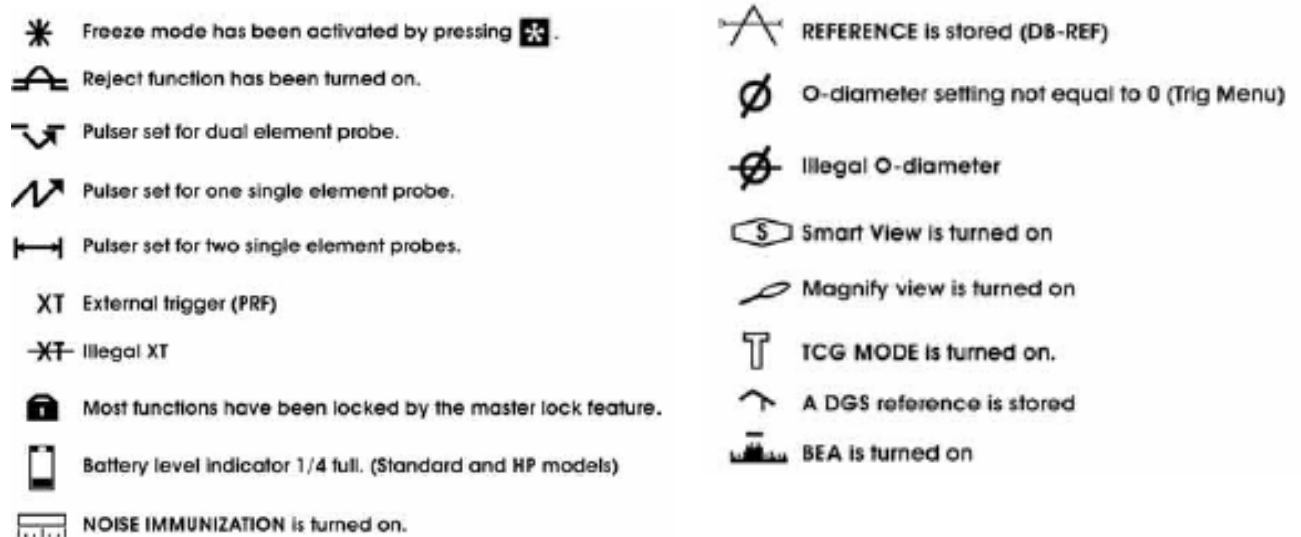 Freeze mode has been activated by pressing * .
Reject function has been turned on.
Pulser set for dual element probe.
Pulser set for one single element probe.
Pulser set for two single element probes.
XT External trigger (PRF)
XT Illegal XT
Most functions have been locked by the master lock feature.
Battery level indicator 1/4 full. (Standard and HP models)
NOISE IMMUNIZATION is turned on.
REFERENCE is stored (DB-REF)
O-diameter setting not equal to 0 (Trig Menu)
Illegal O-diameter
S Smart View is turned on
Magnify view is turned on
T TCG MODE is turned on.
A DGS reference is stored
BEA is turned on